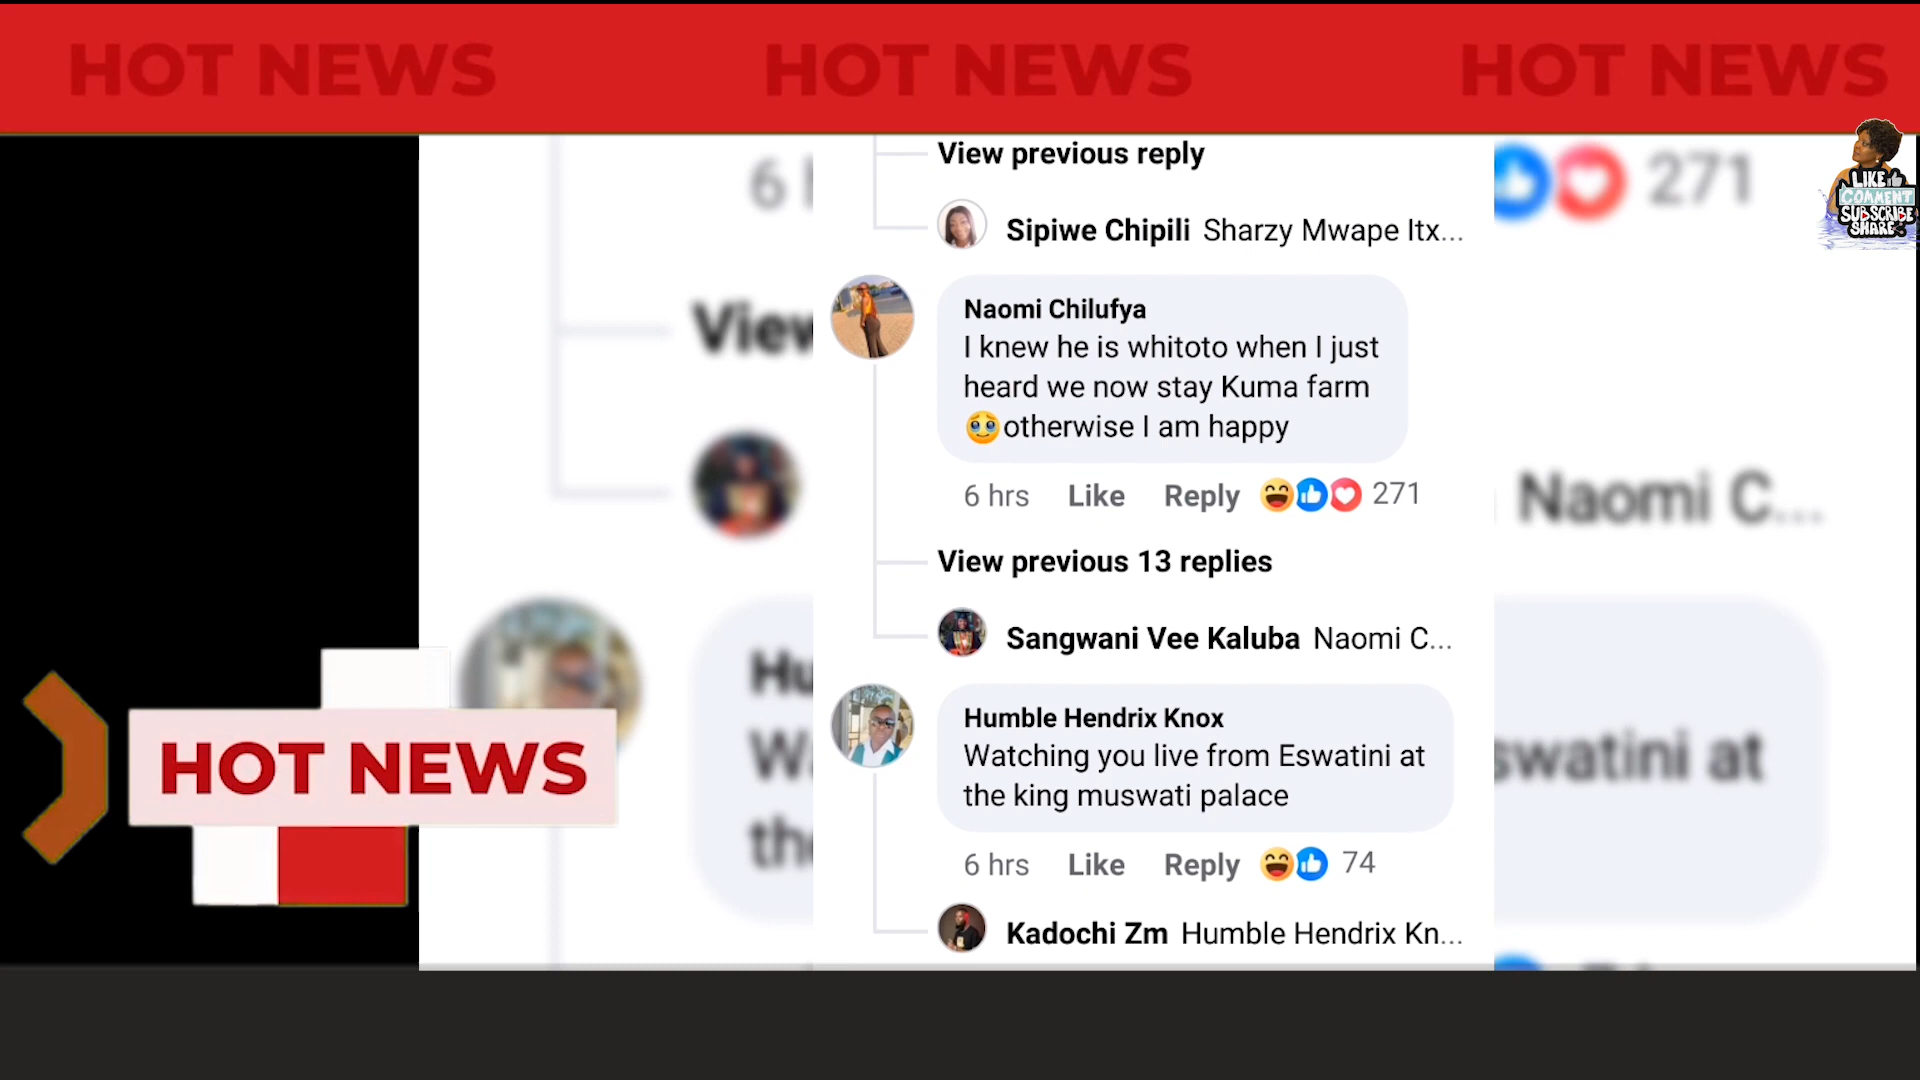 HOT NEWS
HOT NEWS
HOT NEWS
LIKE
COMMENT
SUBSCRIBE
SHARE
View previous reply
6
271
Sipiwe Chipili Sharzy Mwape Itx...
Naomi Chilufya
I knew he is whitoto when I just
heard we now stay Kuma farm
🥹otherwise I am happy
View
6 hrs Like Reply 271
Naomi C...
View previous 13 replies
Sangwani Vee Kaluba Naomi C...
Hu
Humble Hendrix Knox
Watching you live from Eswatini at
the king muswati palace
swatini at
HOT NEWS
6 hrs Like Reply 74
Kadochi Zm Humble Hendrix Kn...